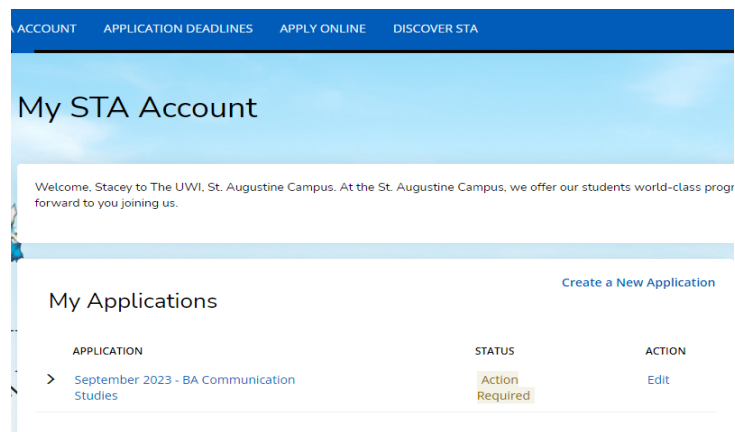 ACCOUNT APPLICATION DEADLINES APPLY ONLINE DISCOVER STA
My STA Account
Welcome, Stacey to The UWI, St. Augustine Campus. At the St. Augustine Campus, we offer our students world-class progr
forward to you joining us.
Create a New Application
My Applications
APPLICATION STATUS ACTION
September 2023 - BA Communication Action Edit
Studies Required